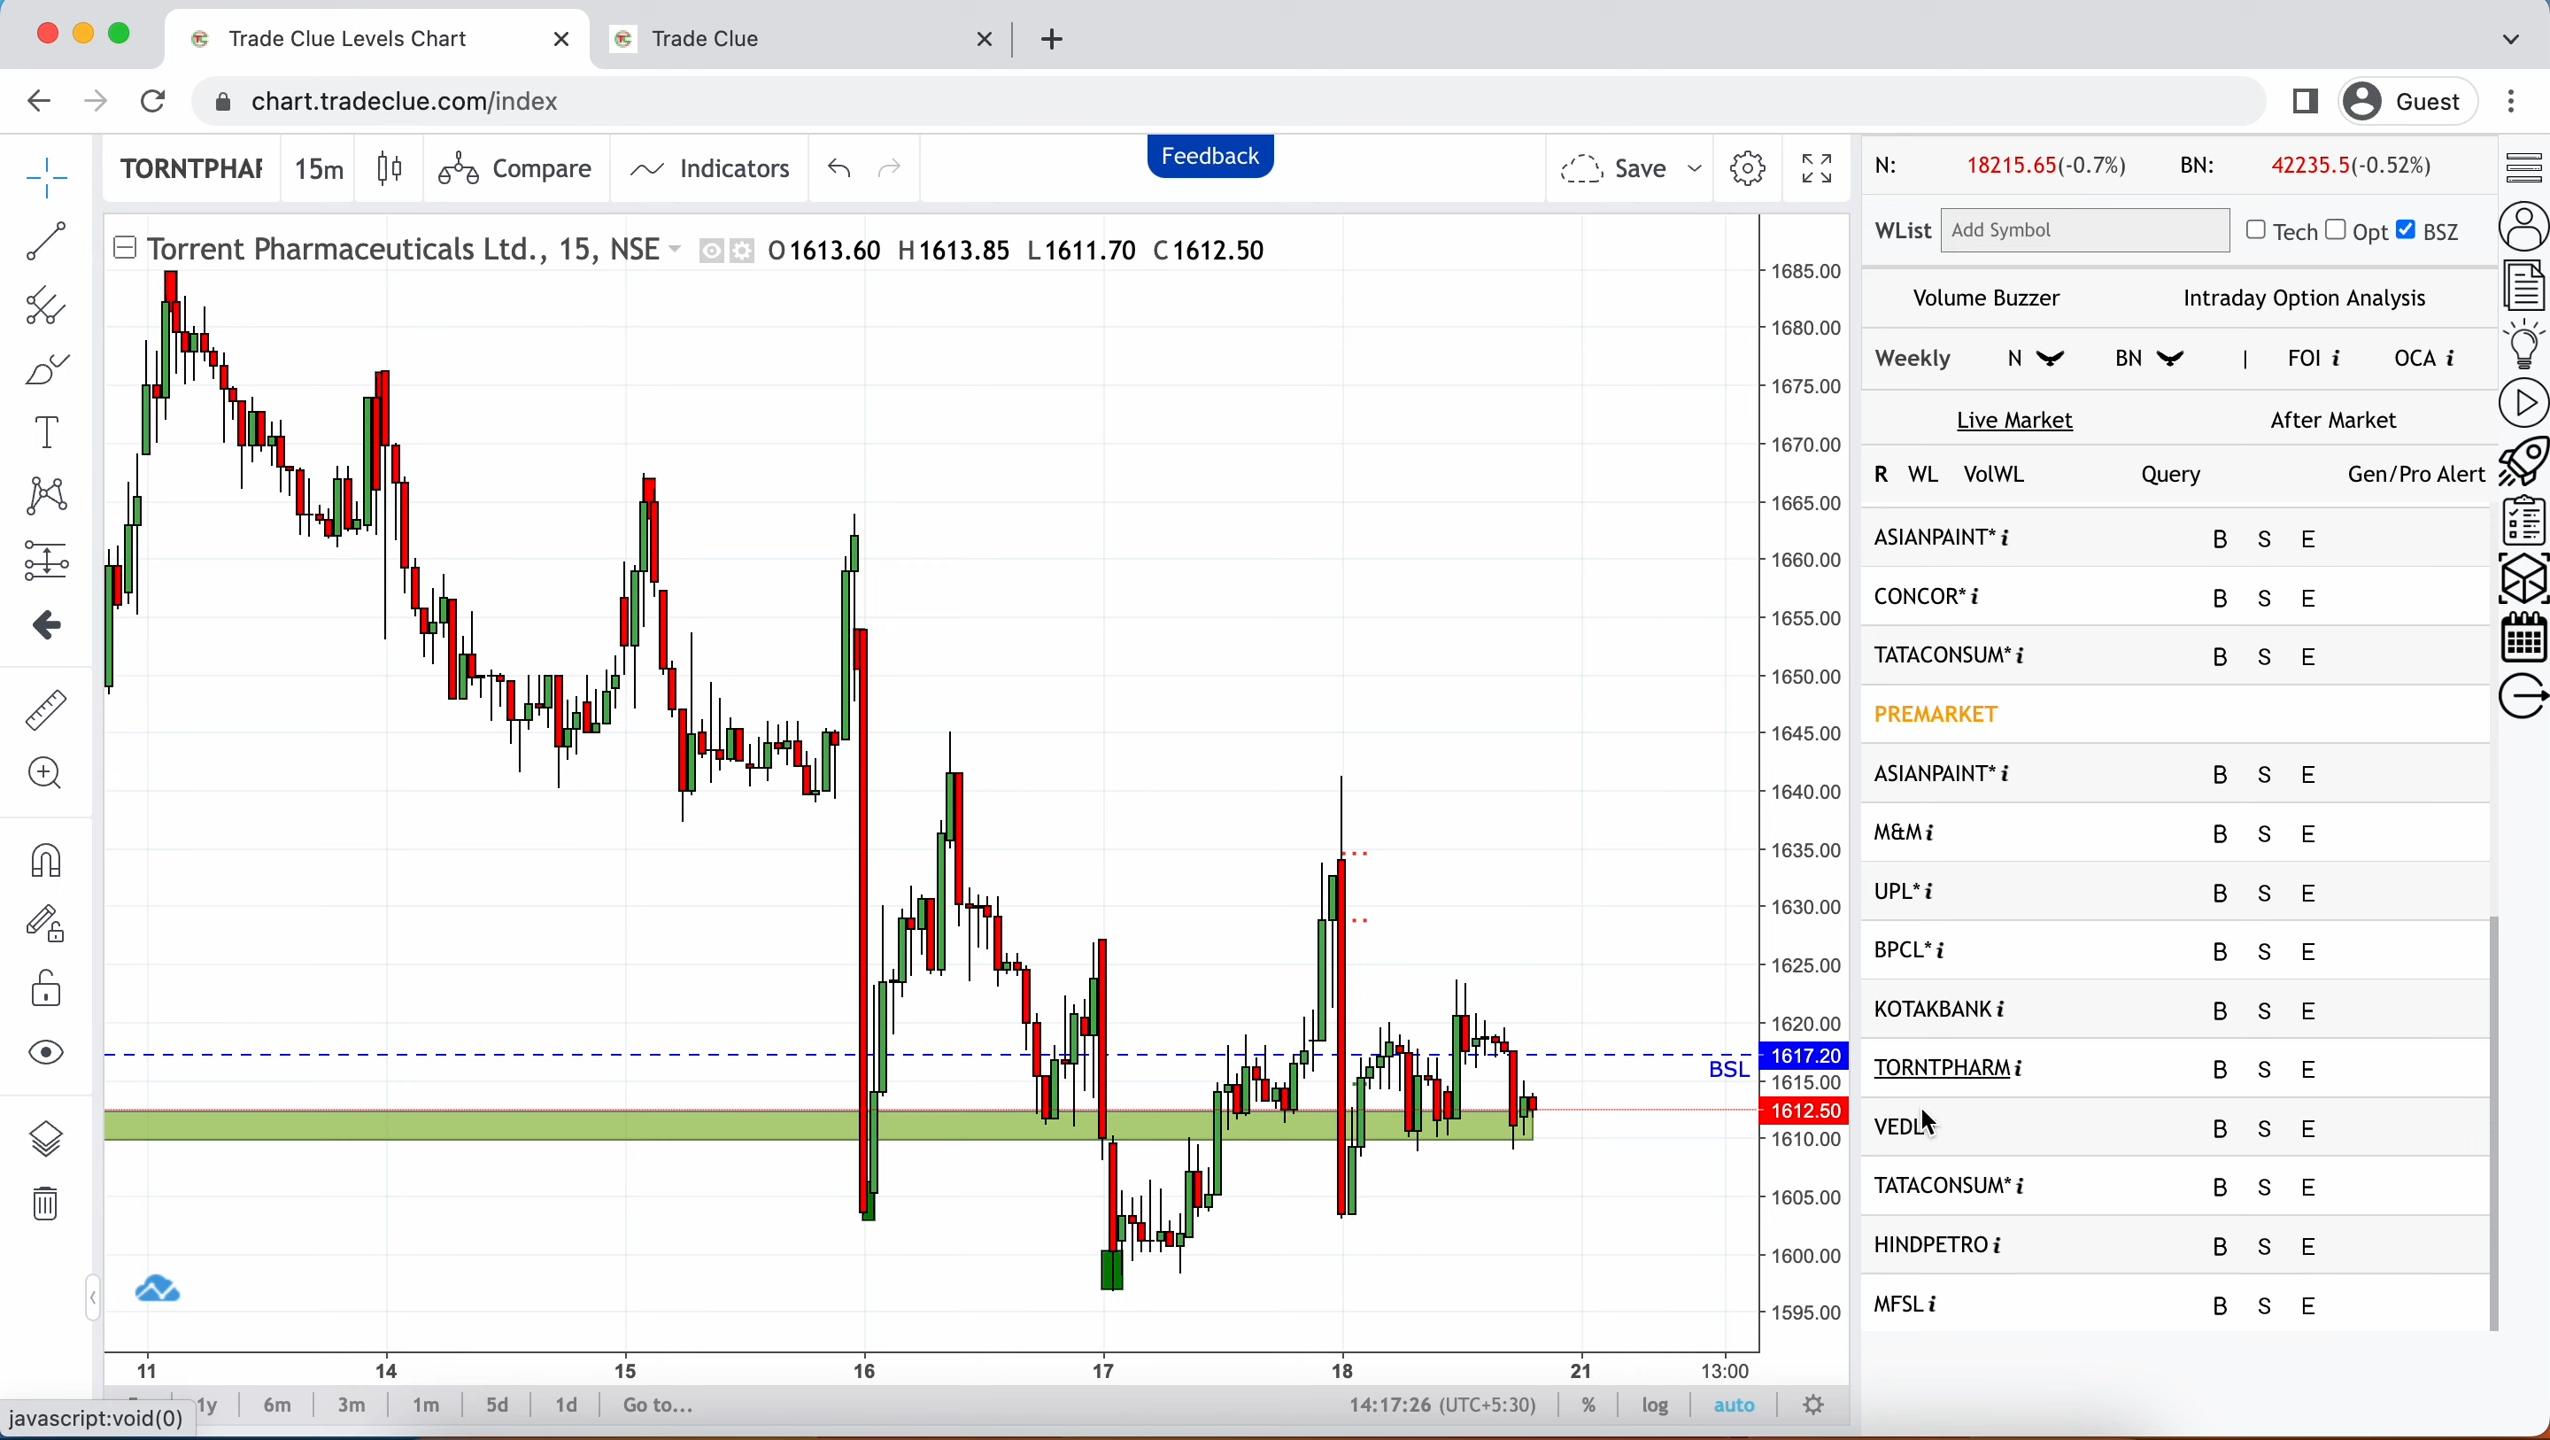 Trade Clue Levels Chart
Trade Clue
chart.tradeclue.com/index
Guest
TORNTPHAF
15m
Compare
Indicators
Feedback
Save
Torrent Pharmaceuticals Ltd., 15, NSE
O1613.60 H1613.85 L1611.70 C1612.50
1685.00
1680.00
1675.00
1670.00
1665.00
1660.00
1655.00
1650.00
1645.00
1640.00
1635.00
1630.00
1625.00
1620.00
1617.20
BSL
1615.00
1612.50
1610.00
1605.00
1600.00
1595.00
11 14 15 16 17 18 21 13:00
1y 6m 3m 1m 5d 1d Go to...
14:17:26 (UTC+5:30) % log auto
javascript:void(0)
N: 18215.65(-0.7%) BN: 42235.5(-0.52%)
WList Add Symbol Tech Opt BSZ
Volume Buzzer Intraday Option Analysis
Weekly N BN | FOI i OCA i
Live Market After Market
R WL VolWL Query Gen/Pro Alert
ASIANPAINT* i B S E
CONCOR* i B S E
TATACONSUM* i B S E
PREMARKET
ASIANPAINT* i B S E
M&M i B S E
UPL* i B S E
BPCL* i B S E
KOTAKBANK i B S E
TORNTPHARM i B S E
VEDL B S E
TATACONSUM* i B S E
HINDPETRO i B S E
MFSL i B S E